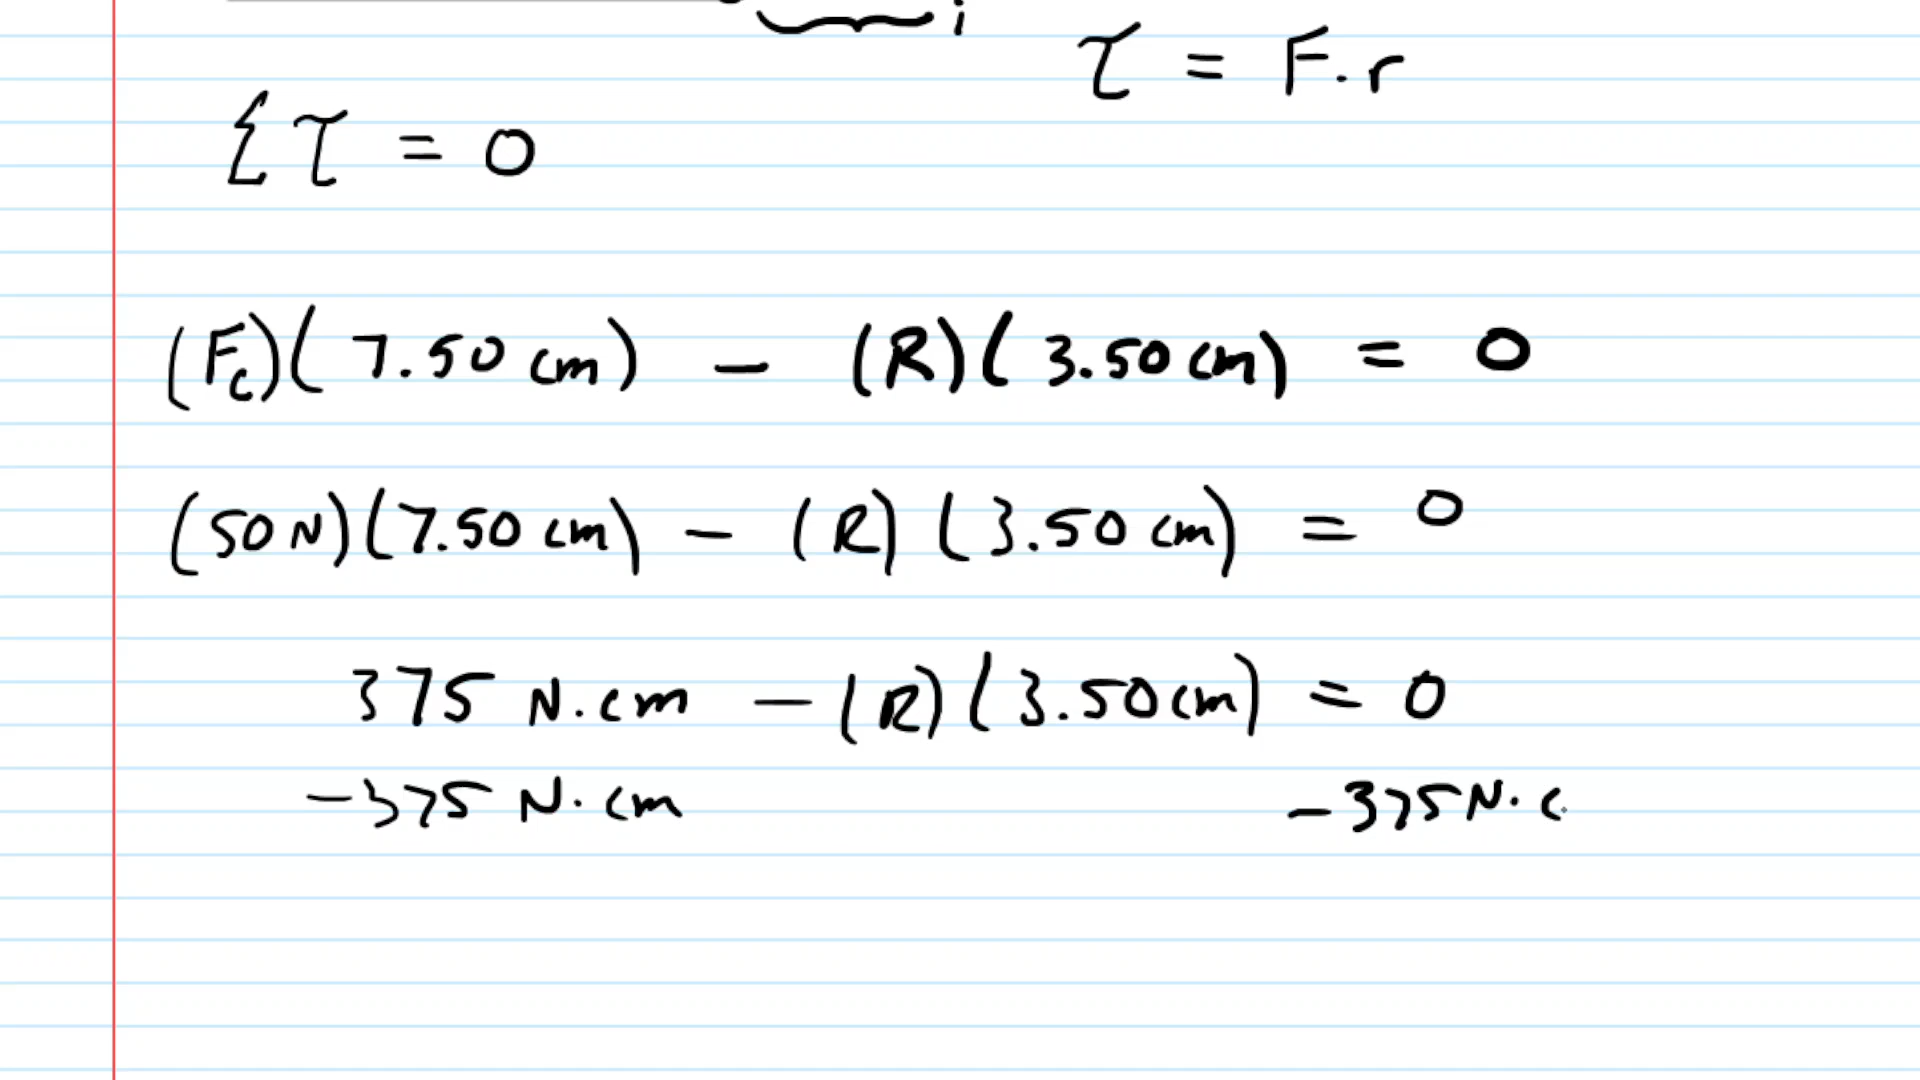 i
τ = F·r
Στ = 0
(Fc)(7.50 cm) - (R)(3.50 cm) = 0
(50 N)(7.50 cm) - (R)(3.50 cm) = 0
375 N·cm - (R)(3.50 cm) = 0
-375 N·cm -375 N·c